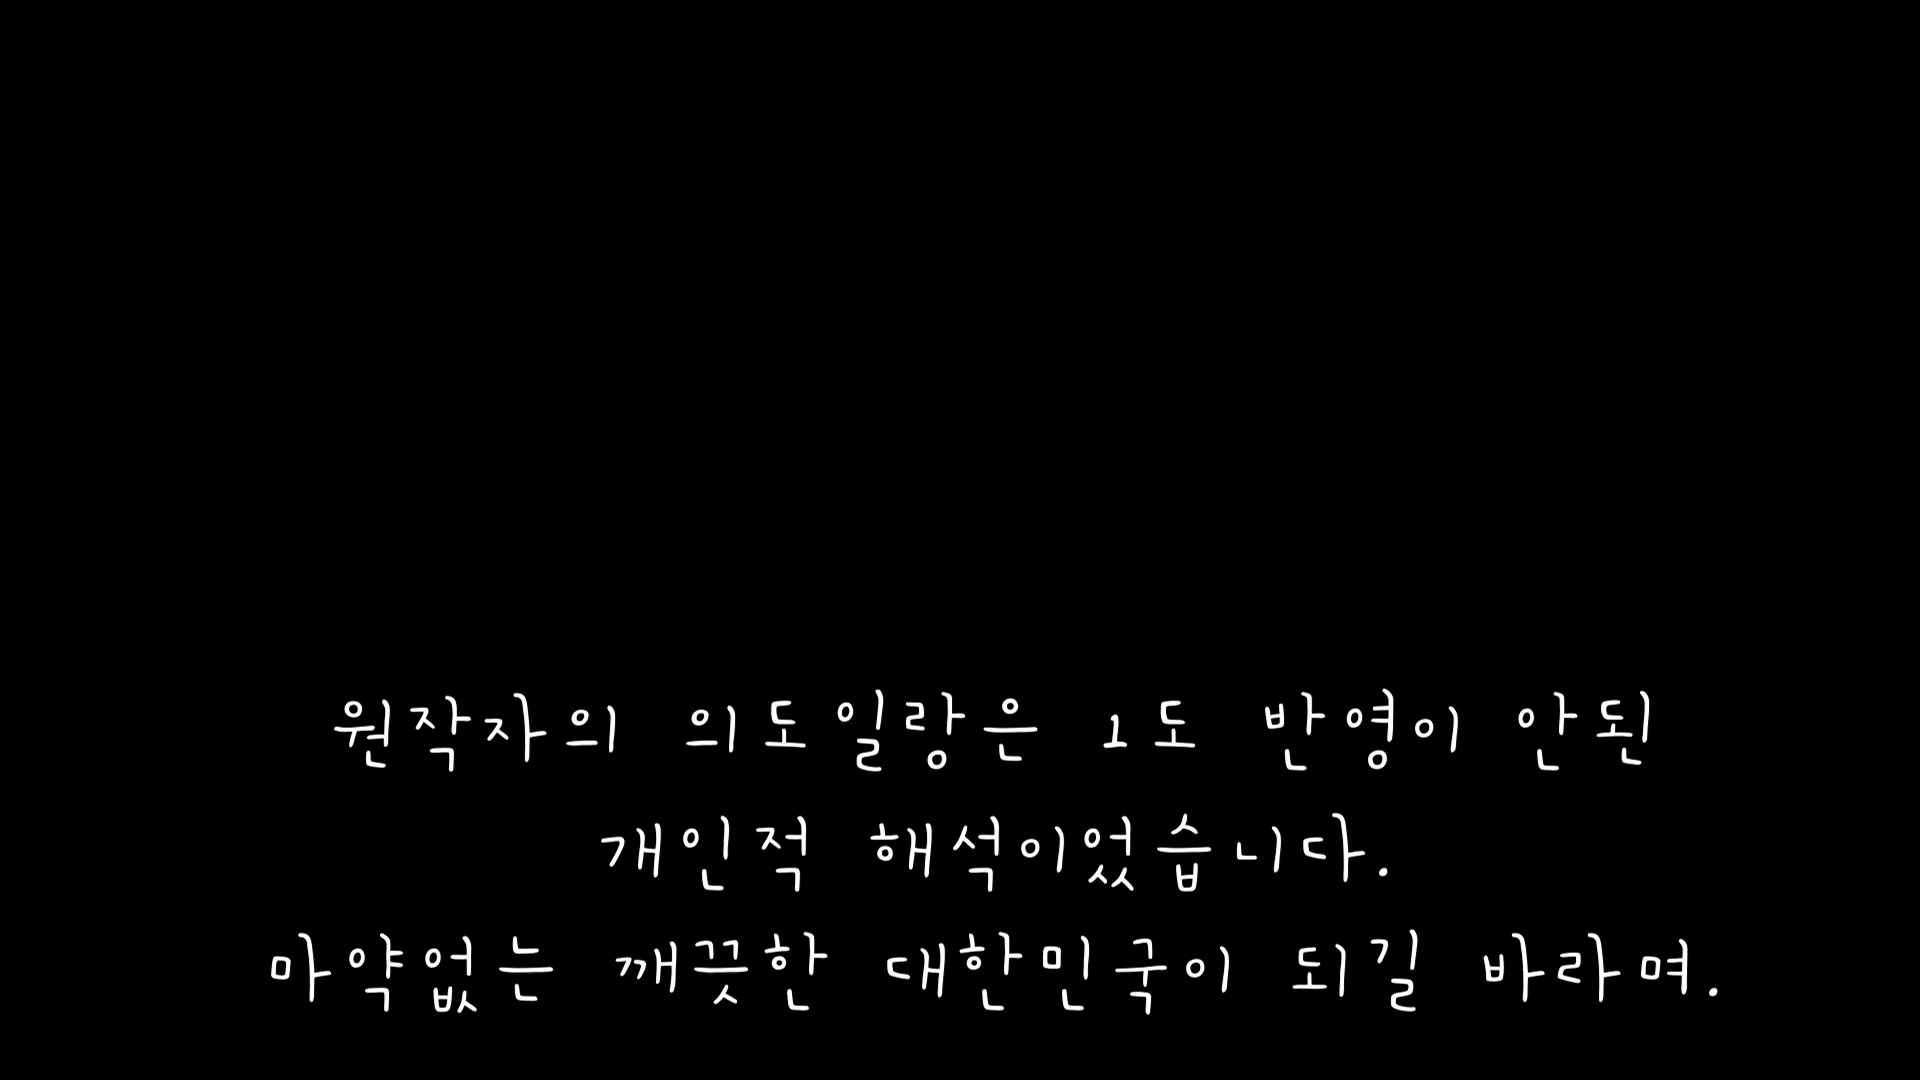 원작자의 의도일랑은 1도 반영이 안된
개인적 해석이었습니다.
마약없는 깨끗한 대한민국이 되길 바라며.